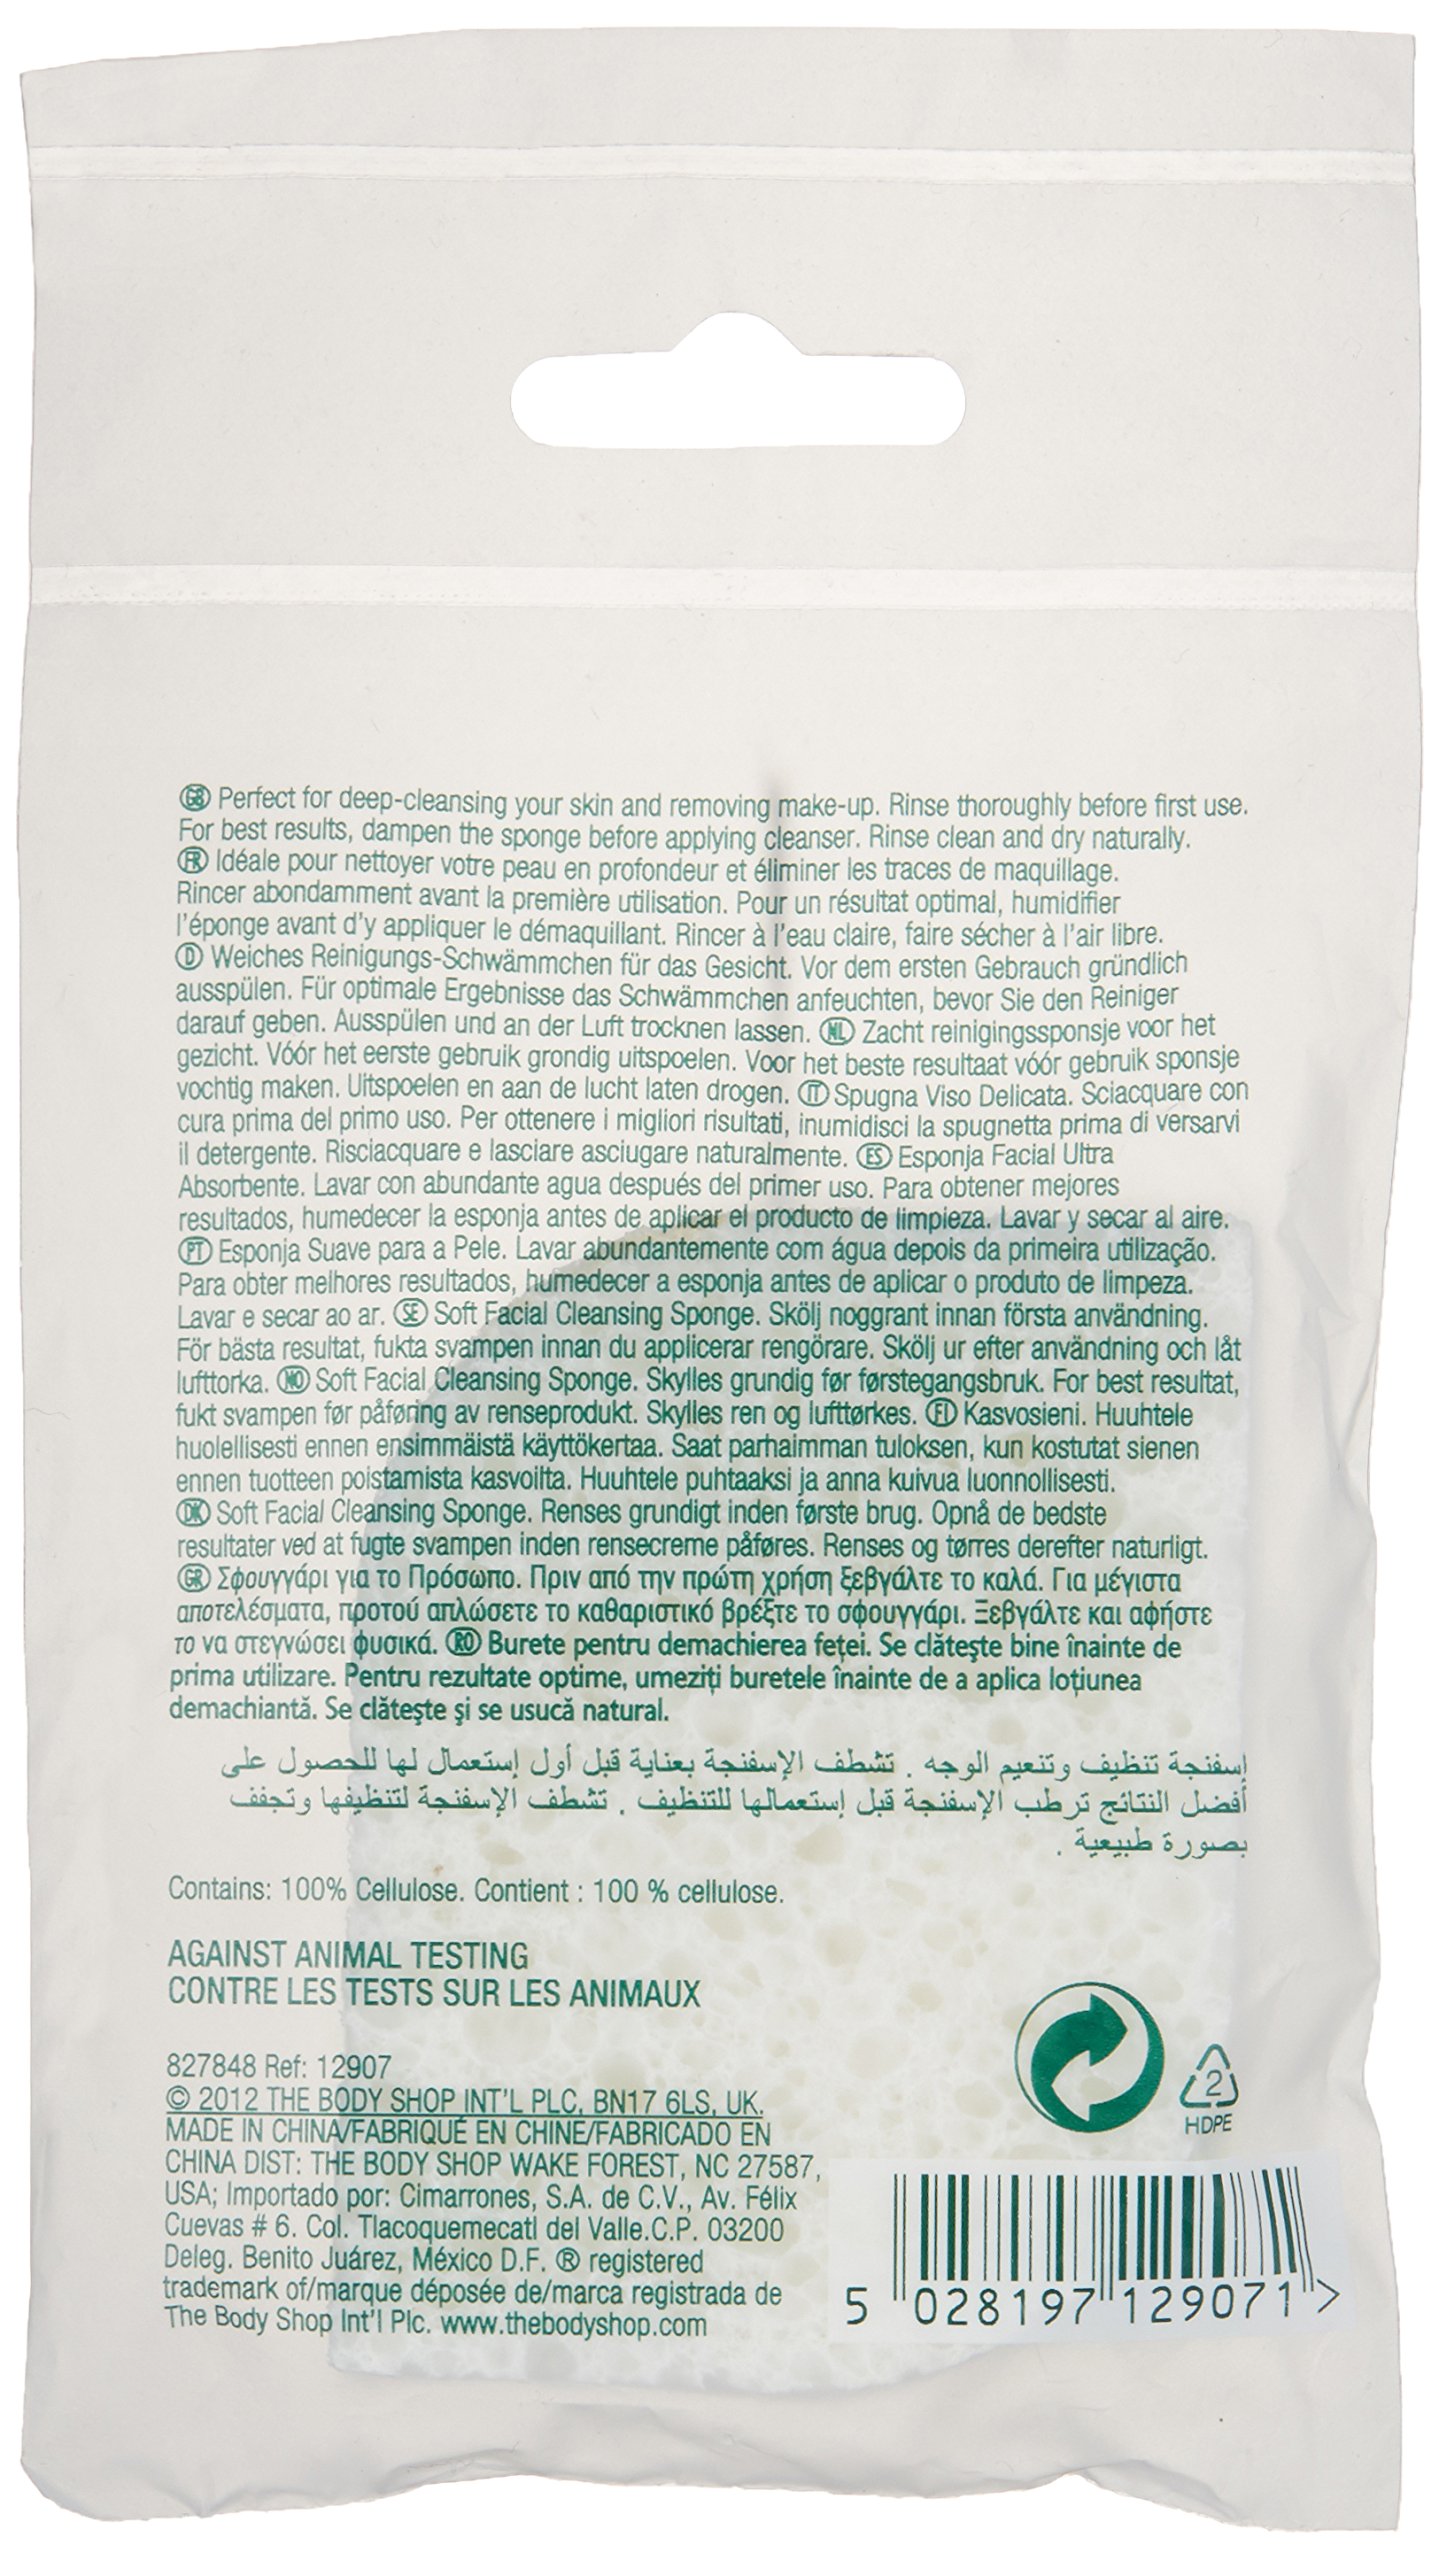 GB Perfect for deep-cleansing your skin and removing make-up. Rinse thoroughly before first use.
For best results, dampen the sponge before applying cleanser. Rinse clean and dry naturally.
FR Idéale pour nettoyer votre peau en profondeur et éliminer les traces de maquillage.
Rincer abondamment avant la première utilisation. Pour un résultat optimal, humidifier
l'éponge avant d'y appliquer le démaquillant. Rincer à l'eau claire, faire sécher à l'air libre.
D Weiches Reinigungs-Schwämmchen für das Gesicht. Vor dem ersten Gebrauch gründlich
ausspülen. Für optimale Ergebnisse das Schwämmchen anfeuchten, bevor Sie den Reiniger
darauf geben. Ausspülen und an der Luft trocknen lassen. NL Zacht reinigingssponsje voor het
gezicht. Vóór het eerste gebruik grondig uitspoelen. Voor het beste resultaat vóór gebruik sponsje
vochtig maken. Uitspoelen en aan de lucht laten drogen. IT Spugna Viso Delicata. Sciacquare con
cura prima del primo uso. Per ottenere i migliori risultati, inumidisci la spugnetta prima di versarvi
il detergente. Risciacquare e lasciare asciugare naturalmente. ES Esponja Facial Ultra
Absorbente. Lavar con abundante agua después del primer uso. Para obtener mejores
resultados, humedecer la esponja antes de aplicar el producto de limpieza. Lavar y secar al aire.
PT Esponja Suave para a Pele. Lavar abundantemente com água depois da primeira utilização.
Para obter melhores resultados, humedecer a esponja antes de aplicar o produto de limpeza.
Lavar e secar ao ar. SE Soft Facial Cleansing Sponge. Skölj noggrant innan första användning.
För bästa resultat, fukta svampen innan du applicerar rengörare. Skölj ur efter användning och låt
lufttorka. NO Soft Facial Cleansing Sponge. Skylles grundig før førstegangsbruk. For best resultat,
fukt svampen før påføring av renseprodukt. Skylles ren og lufttørkes. FI Kasvosieni. Huuhtele
huolellisesti ennen ensimmäistä käyttökertaa. Saat parhaimman tuloksen, kun kostutat sienen
ennen tuotteen poistamista kasvoilta. Huuhtele puhtaaksi ja anna kuivua luonnollisesti.
DK Soft Facial Cleansing Sponge. Renses grundigt inden første brug. Opnå de bedste
resultater ved at fugte svampen inden rensecreme påføres. Renses og tørres derefter naturligt.
GR Σφουγγάρι για το Πρόσωπο. Πριν από την πρώτη χρήση ξεβγάλτε το καλά. Για μέγιστα
αποτελέσματα, προτού απλώσετε το καθαριστικό βρέξτε το σφουγγάρι. Ξεβγάλτε και αφήστε
το να στεγνώσει φυσικά. RO Burete pentru demachierea feței. Se clătește bine înainte de
prima utilizare. Pentru rezultate optime, umeziți buretele înainte de a aplica loțiunea
demachiantă. Se clătește și se usucă natural.
إسفنجة تنظيف وتنعيم الوجه . تشطف الإسفنجة بعناية قبل أول إستعمال لها للحصول على
أفضل النتائج ترطب الإسفنجة قبل إستعمالها للتنظيف . تشطف الإسفنجة لتنظيفها وتجفف
بصورة طبيعية .
Contains: 100% Cellulose. Contient : 100 % cellulose.
AGAINST ANIMAL TESTING
CONTRE LES TESTS SUR LES ANIMAUX
827848 Ref: 12907
© 2012 THE BODY SHOP INT'L PLC, BN17 6LS, UK.
MADE IN CHINA/FABRIQUÉ EN CHINE/FABRICADO EN
CHINA DIST: THE BODY SHOP WAKE FOREST, NC 27587,
USA; Importado por: Cimarrones, S.A. de C.V., Av. Félix
Cuevas # 6. Col. Tlacoquemecatl del Valle.C.P. 03200
Deleg. Benito Juárez, México D.F. ® registered
trademark of/marque déposée de/marca registrada de
The Body Shop Int'l Plc. www.thebodyshop.com
2
HDPE
5 028197 129071 >